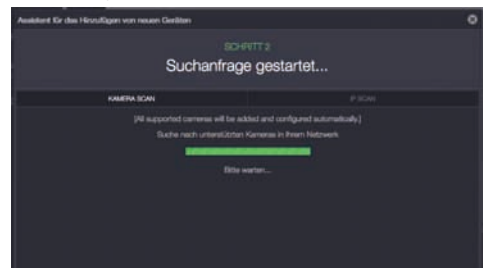 Assistent für das Hinzufügen von neuen Geräten
SCHRITT 2
Suchanfrage gestartet...
KAMERA SCAN
IP SCAN
[All supported cameras will be added and configured automatically.]
Suche nach unterstützten Kameras in Ihrem Netzwerk
Bitte warten...